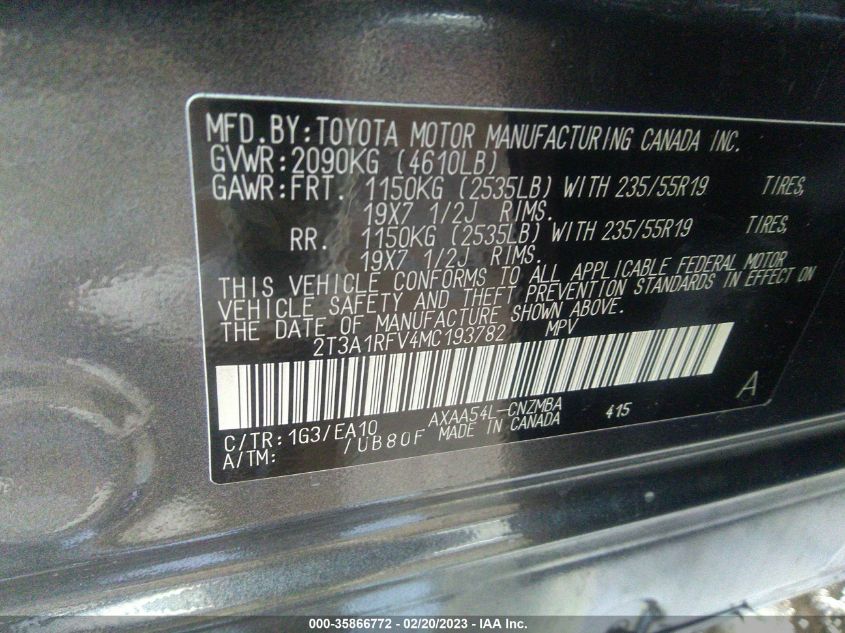 MFD.BY:TOYOTA MOTOR MANUFACTURING CANADA INC.
GVWR:2090KG (4610LB)
GAWR:FRT. 1150KG (2535LB) WITH 235/55R19 TIRES,
19X7 1/2J RIMS.
RR. 1150KG (2535LB) WITH 235/55R19 TIRES,
19X7 1/2J RIMS.
THIS VEHICLE CONFORMS TO ALL APPLICABLE FEDERAL MOTOR
VEHICLE SAFETY AND THEFT PREVENTION STANDARDS IN EFFECT ON
THE DATE OF MANUFACTURE SHOWN ABOVE.
2T3A1RFV4MC193782 MPV
A
C/TR:1G3/EA10 AXAA54L-CNZMBA 415
A/TM: /UB80F MADE IN CANADA
000-35866772 - 02/20/2023 - IAA Inc.